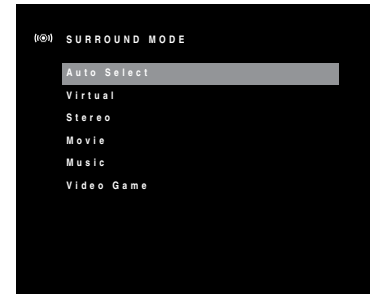 SURROUND MODE
Auto Select
Virtual
Stereo
Movie
Music
Video Game